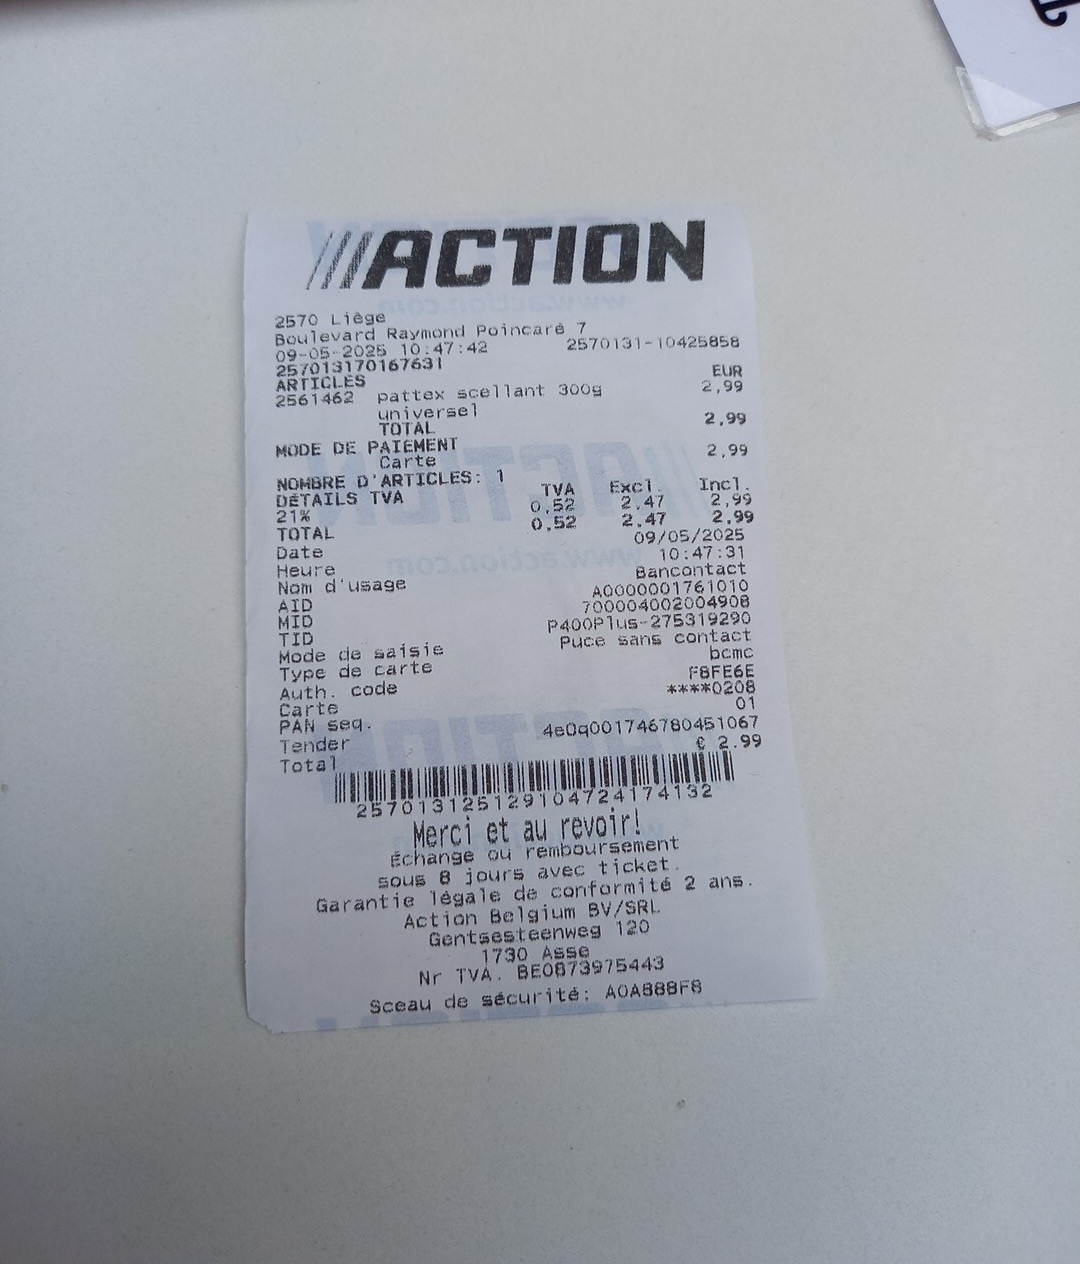 ///ACTION
2570 Liège
Boulevard Raymond Poincaré 7
09-05-2025 10:47:42 2570131-10425858
257013170167631
ARTICLES EUR
2561462 pattex scellant 300g 2,99
universel
TOTAL 2,99
MODE DE PAIEMENT
Carte 2,99
NOMBRE D'ARTICLES: 1
DÉTAILS TVA TVA Excl. Incl.
21% 0,52 2,47 2,99
TOTAL 0,52 2,47 2,99
Date 09/05/2025
Heure 10:47:31
Nom d'usage Bancontact
AID A0000001761010
MID 700004002004908
TID P400Plus-275319290
Mode de saisie Puce sans contact
Type de carte bcmc
Auth. code F8FE6E
Carte ****0208
PAN seq. 01
Tender 4e0q001746780451067
Total € 2.99
2570131251291047241​74132
Merci et au revoir!
Échange ou remboursement
sous 8 jours avec ticket.
Garantie légale de conformité 2 ans.
Action Belgium BV/SRL
Gentsesteenweg 120
1730 Asse
Nr TVA. BE0873975443
Sceau de sécurité: A0A888F8